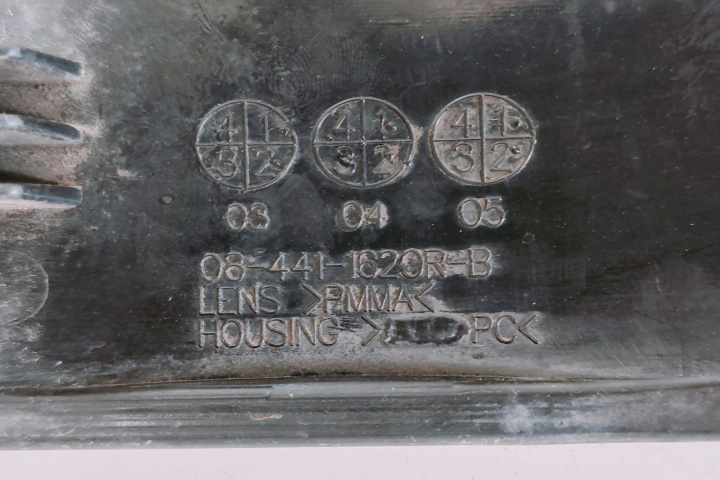 4 1 4 1 4 1
3 2 3 2 3 2
03 04 05
08-441-1620R-B
LENS >PMMA<
HOUSING > PC<